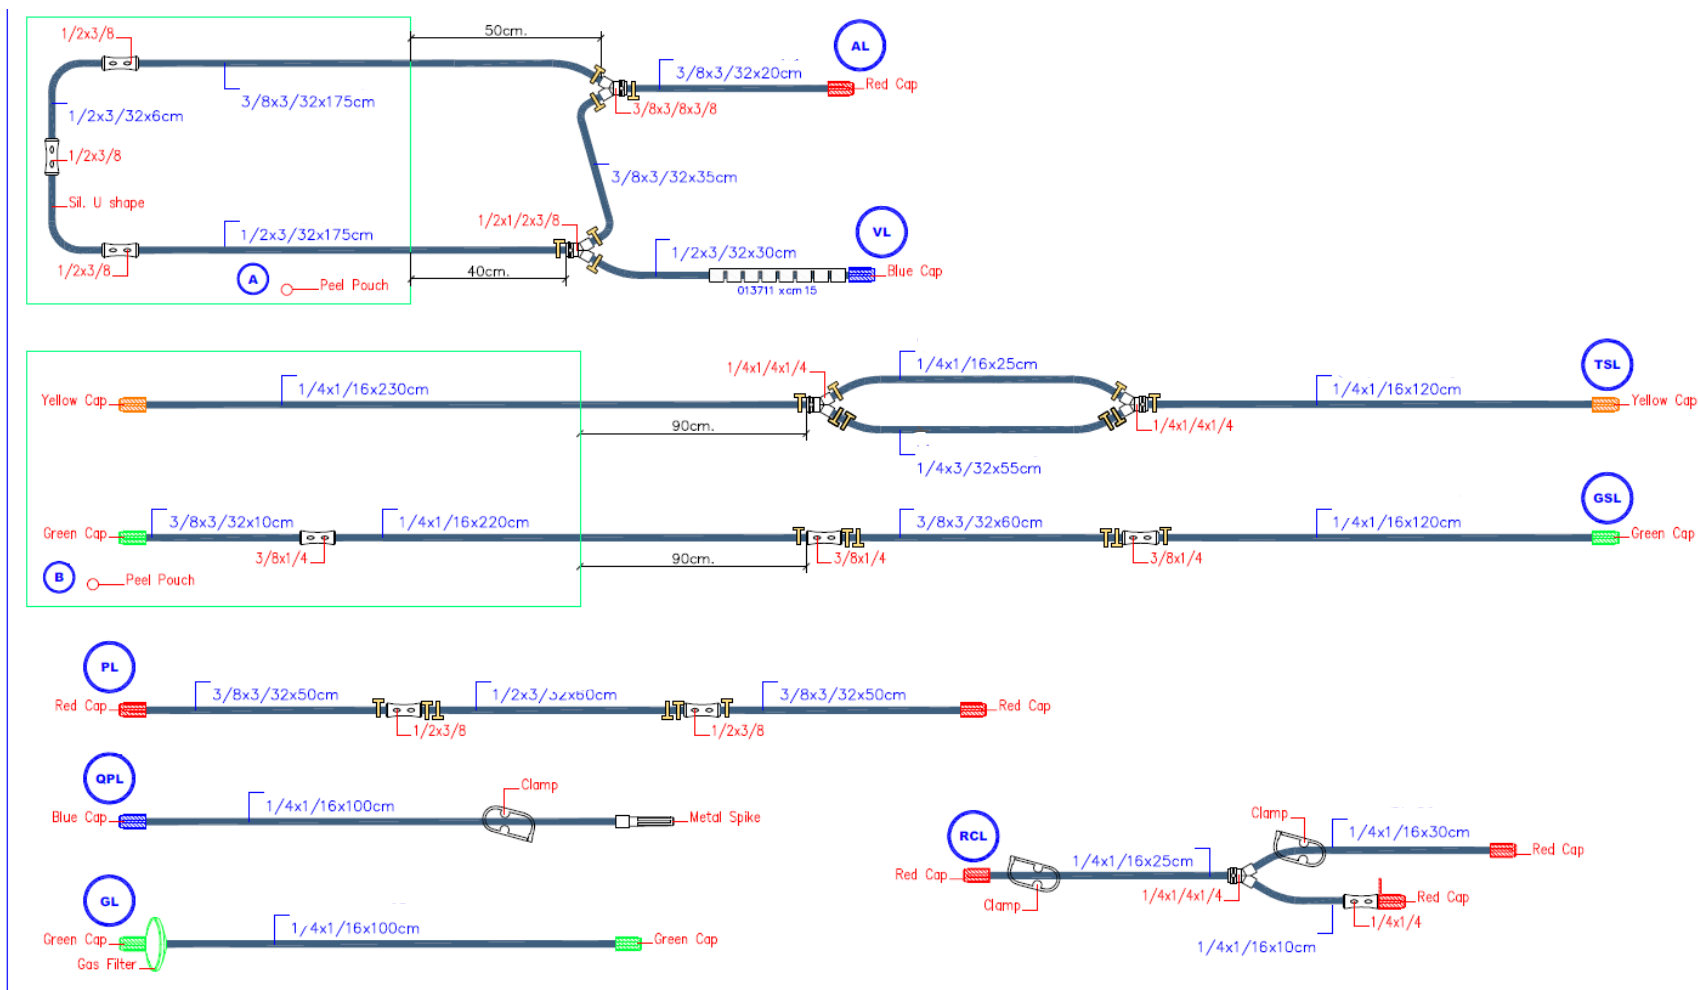 1/2x3/8
50cm.
AL
3/8x3/32x20cm
Red Cap
3/8x3/32x175cm
3/8x3/8x3/8
1/2x3/32x6cm
1/2x3/8
3/8x3/32x35cm
Sil. U shape
1/2x1/2x3/8
VL
1/2x3/32x175cm
1/2x3/32x30cm
1/2x3/8
40cm.
Blue Cap
A
Peel Pouch
013711 xcm 15
1/4x1/4x1/4
1/4x1/16x25cm
TSL
1/4x1/16x230cm
1/4x1/16x120cm
Yellow Cap
Yellow Cap
90cm.
1/4x1/4x1/4
1/4x3/32x55cm
GSL
3/8x3/32x10cm
1/4x1/16x220cm
3/8x3/32x60cm
1/4x1/16x120cm
Green Cap
Green Cap
3/8x1/4
90cm.
3/8x1/4
3/8x1/4
B
Peel Pouch
PL
3/8x3/32x50cm
1/2x3/32x60cm
3/8x3/32x50cm
Red Cap
Red Cap
1/2x3/8
1/2x3/8
QPL
Clamp
1/4x1/16x100cm
Blue Cap
Metal Spike
RCL
Clamp
1/4x1/16x30cm
Red Cap
1/4x1/16x25cm
Red Cap
1/4x1/4x1/4
Red Cap
Clamp
1/4x1/4
1/4x1/16x10cm
GL
1/4x1/16x100cm
Green Cap
Green Cap
Gas Filter